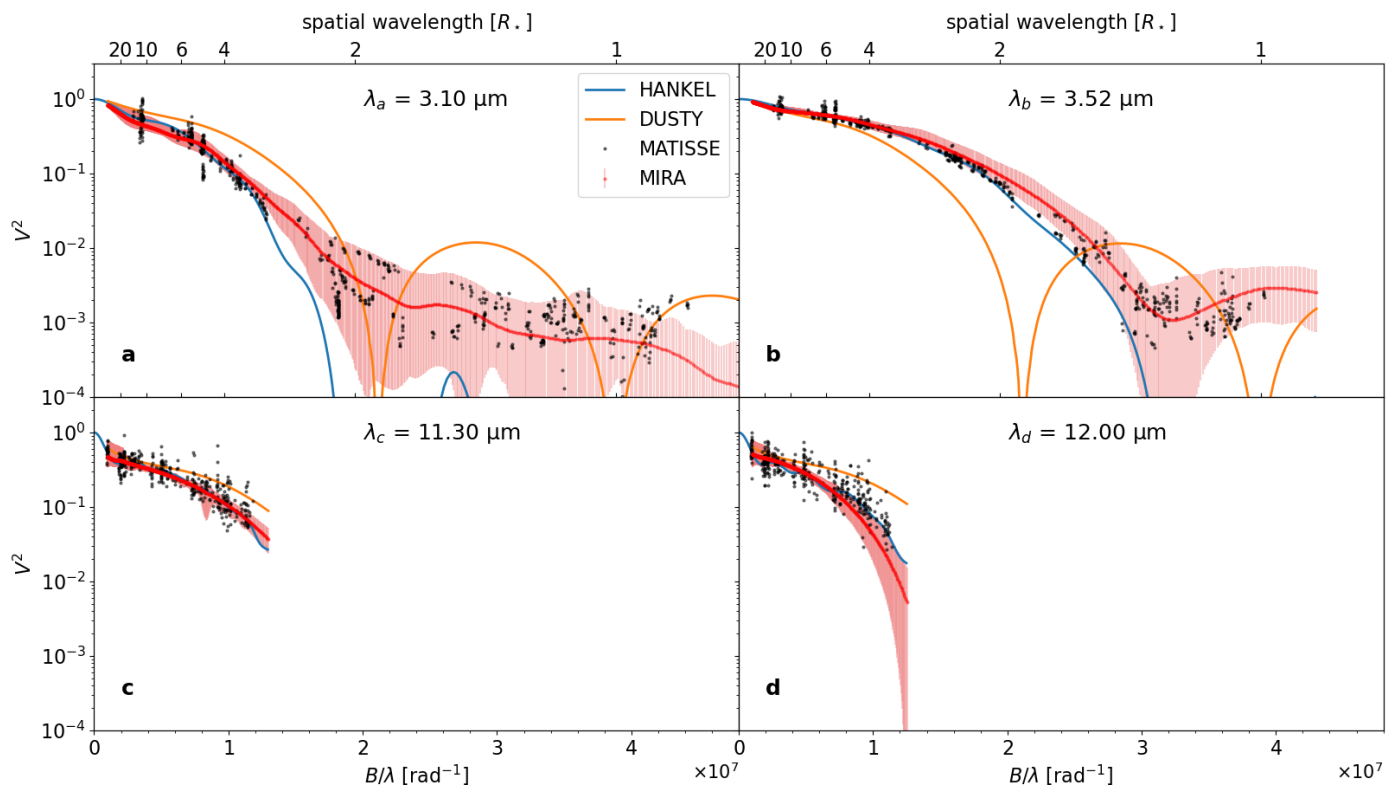 spatial wavelength [R⋆] spatial wavelength [R⋆]
20 10 6 4 2 1 20 10 6 4 2 1
λₐ = 3.10 µm
HANKEL
DUSTY
MATISSE
MIRA
λ_b = 3.52 µm
10⁰
10⁻¹
10⁻²
10⁻³
10⁻⁴
V²
a b
λ_c = 11.30 µm λ_d = 12.00 µm
10⁰
10⁻¹
10⁻²
10⁻³
10⁻⁴
V²
c d
0 1 2 3 4 0 1 2 3 4
B/λ [rad⁻¹] ×10⁷ B/λ [rad⁻¹] ×10⁷